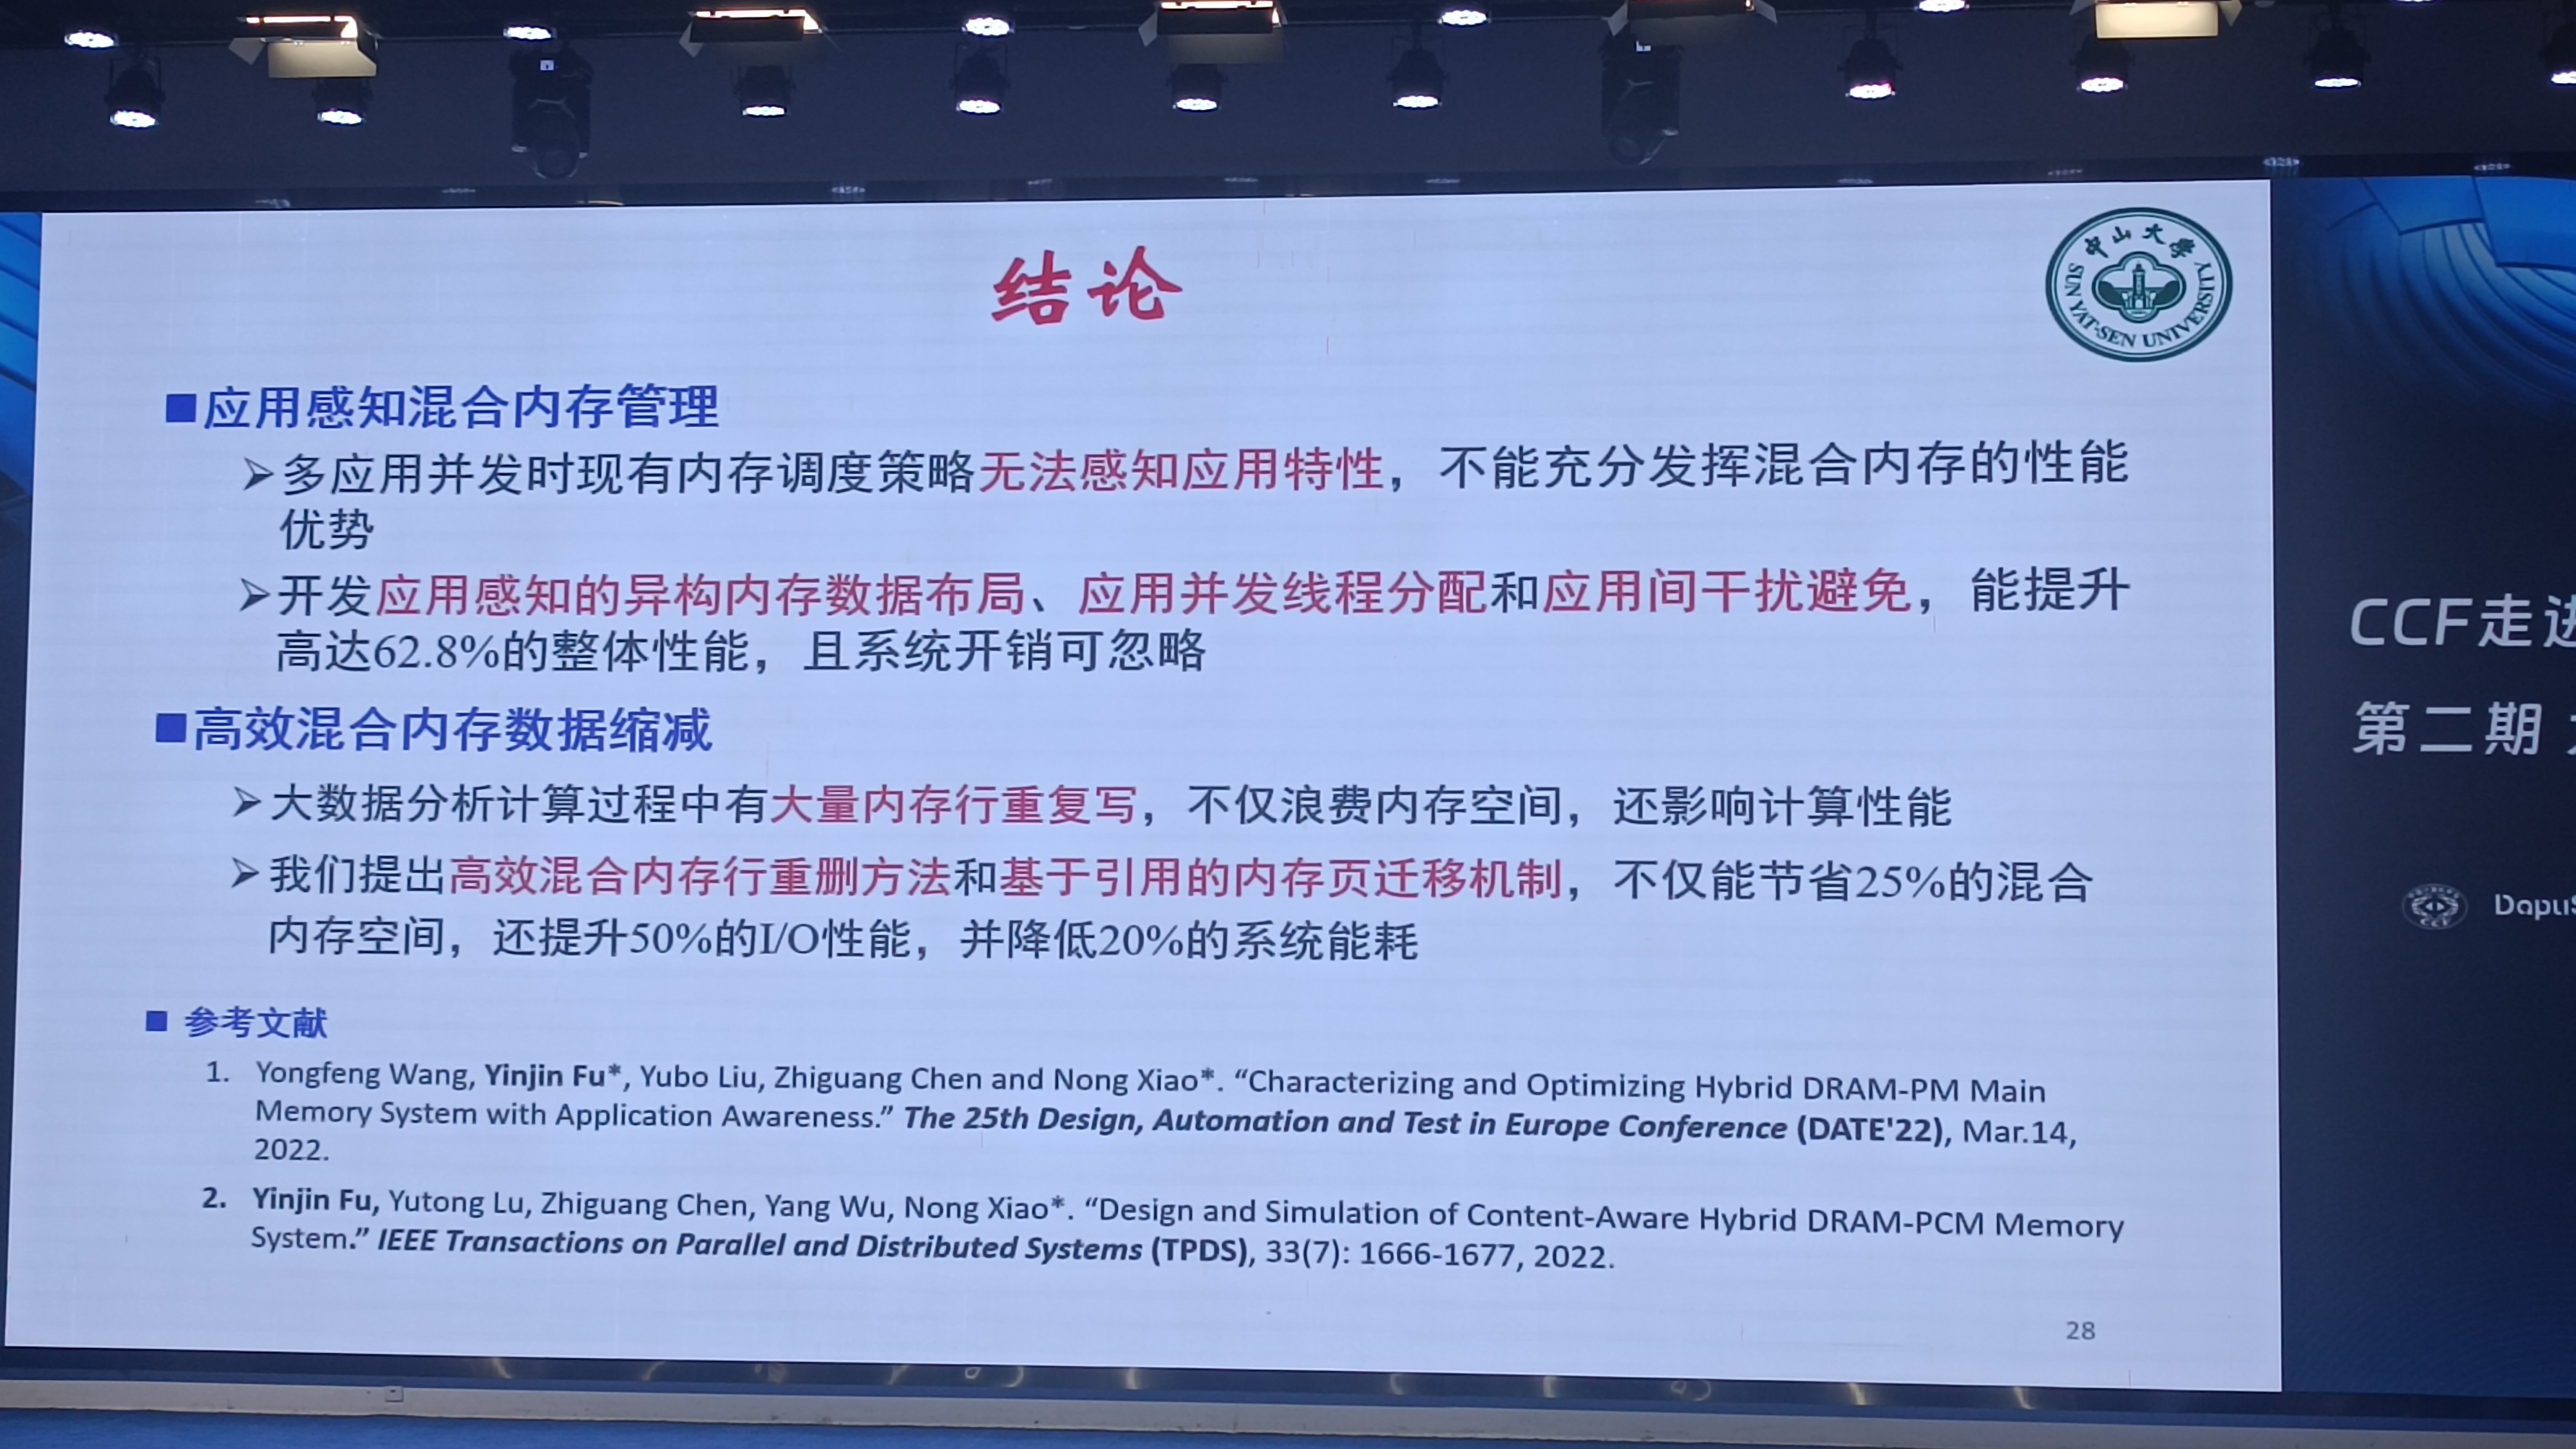 结论
中山大学
SUN YAT-SEN UNIVERSITY
■应用感知混合内存管理
➢多应用并发时现有内存调度策略无法感知应用特性，不能充分发挥混合内存的性能
优势
➢开发应用感知的异构内存数据布局、应用并发线程分配和应用间干扰避免，能提升
高达62.8%的整体性能，且系统开销可忽略
■高效混合内存数据缩减
➢大数据分析计算过程中有大量内存行重复写，不仅浪费内存空间，还影响计算性能
➢我们提出高效混合内存行重删方法和基于引用的内存页迁移机制，不仅能节省25%的混合
内存空间，还提升50%的I/O性能，并降低20%的系统能耗
■ 参考文献
1. Yongfeng Wang, Yinjin Fu*, Yubo Liu, Zhiguang Chen and Nong Xiao*. “Characterizing and Optimizing Hybrid DRAM-PM Main
Memory System with Application Awareness.” The 25th Design, Automation and Test in Europe Conference (DATE'22), Mar.14,
2022.
2. Yinjin Fu, Yutong Lu, Zhiguang Chen, Yang Wu, Nong Xiao*. “Design and Simulation of Content-Aware Hybrid DRAM-PCM Memory
System.” IEEE Transactions on Parallel and Distributed Systems (TPDS), 33(7): 1666-1677, 2022.
28
CCF走进
第二期
CCF
DapuS